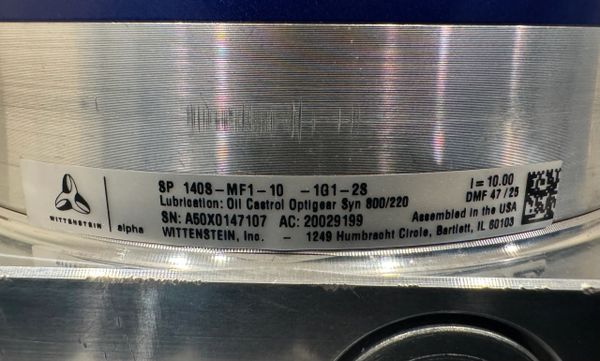 SP 140S-MF1-10 -1G1-2S
i = 10.00
Lubrication: Oil Castrol Optigear Syn 800/220
DMF 47/25
SN: A50X0147107 AC: 20029199
Assembled in the USA
WITTENSTEIN, Inc. - 1249 Humbracht Circle, Bartlett, IL 60103
WITTENSTEIN
alpha